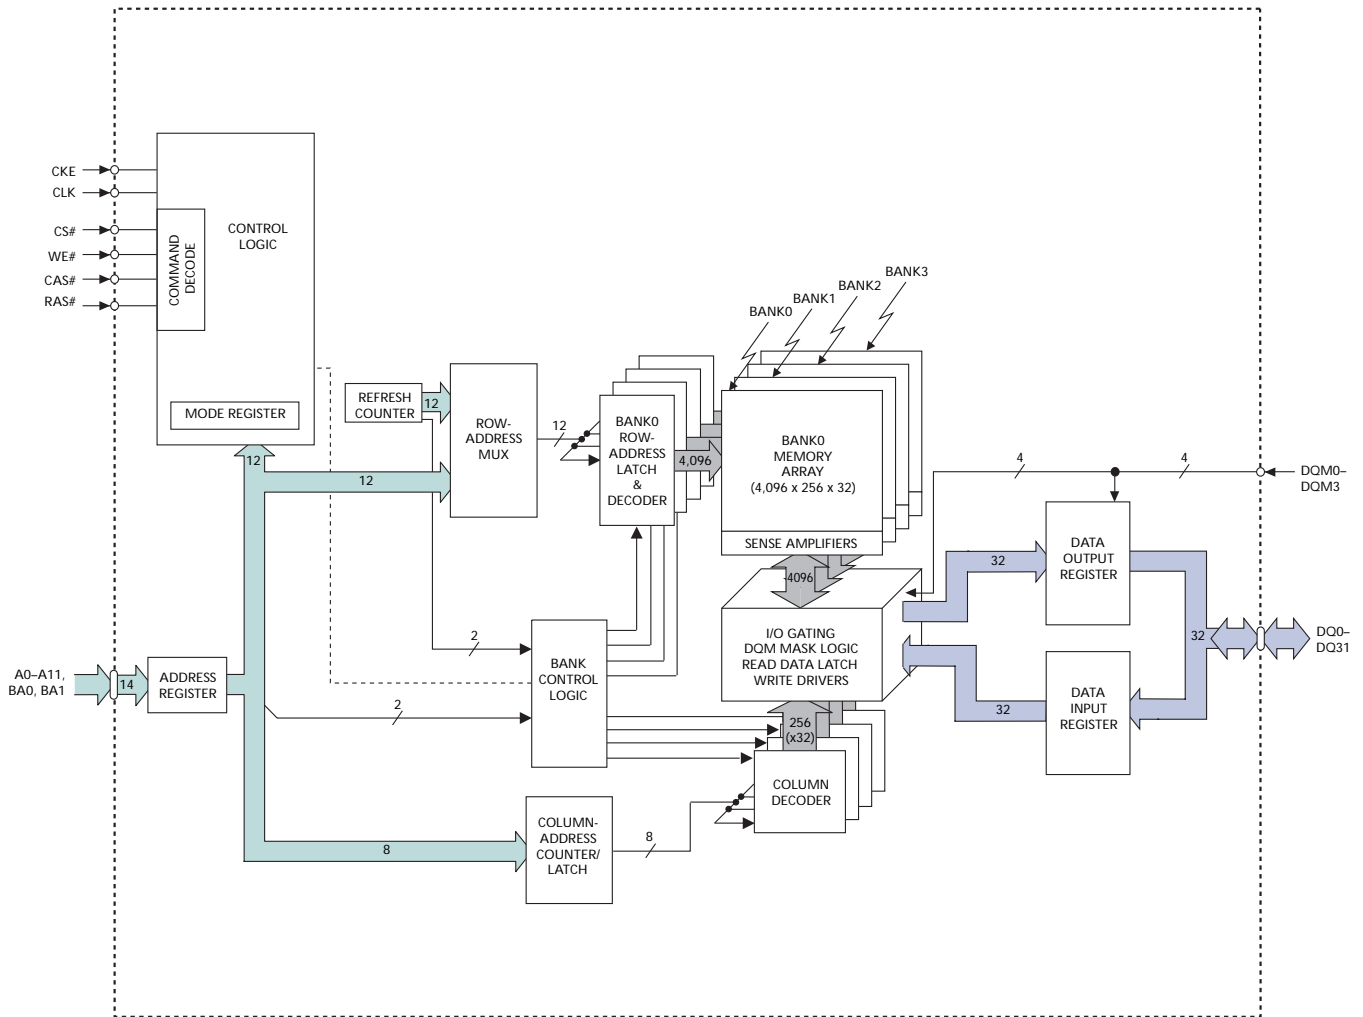 CKE
CLK
CS#
WE#
CAS#
RAS#
COMMAND
DECODE
CONTROL
LOGIC
MODE REGISTER
12
12
REFRESH
COUNTER
12
ROW-
ADDRESS
MUX
12
BANK0
ROW-
ADDRESS
LATCH
&
DECODER
4,096
BANK0
BANK1
BANK2
BANK3
BANK0
MEMORY
ARRAY
(4,096 x 256 x 32)
SENSE AMPLIFIERS
4096
I/O GATING
DQM MASK LOGIC
READ DATA LATCH
WRITE DRIVERS
256
(x32)
COLUMN
DECODER
A0–A11,
BA0, BA1
14
ADDRESS
REGISTER
2
2
BANK
CONTROL
LOGIC
8
COLUMN-
ADDRESS
COUNTER/
LATCH
8
4
4
DQM0–
DQM3
32
DATA
OUTPUT
REGISTER
32
DQ0–
DQ31
32
DATA
INPUT
REGISTER